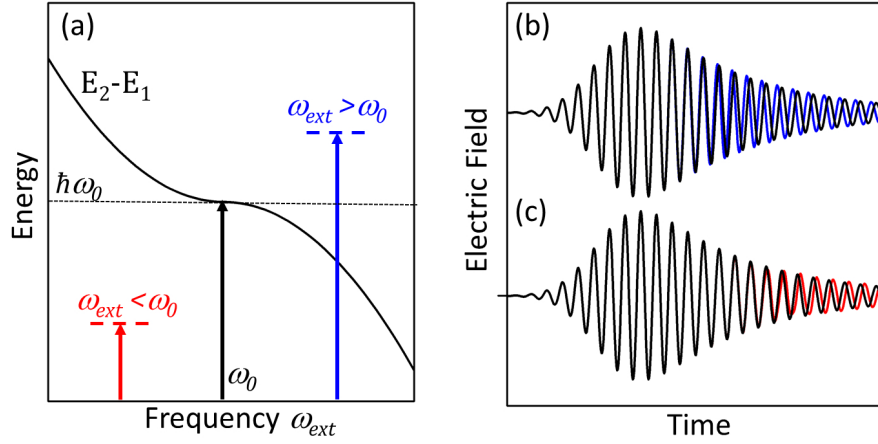 (a)
E₂-E₁
ω_ext > ω₀
ħω₀
ω_ext < ω₀
ω₀
Energy
Frequency ω_ext
(b)
(c)
Electric Field
Time